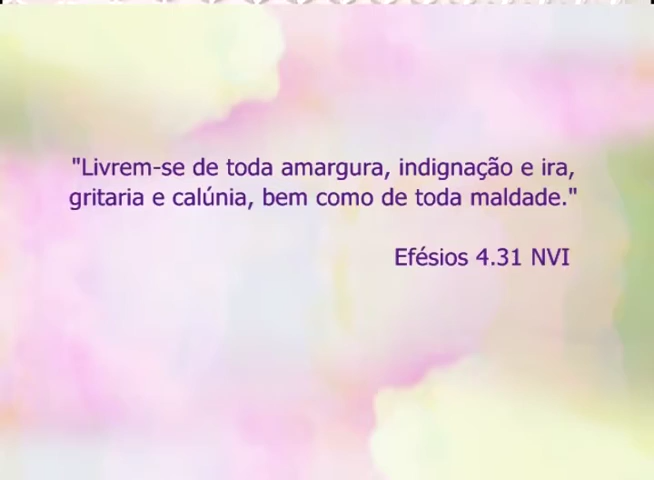 "Livrem-se de toda amargura, indignação e ira,
gritaria e calúnia, bem como de toda maldade."
Efésios 4.31 NVI